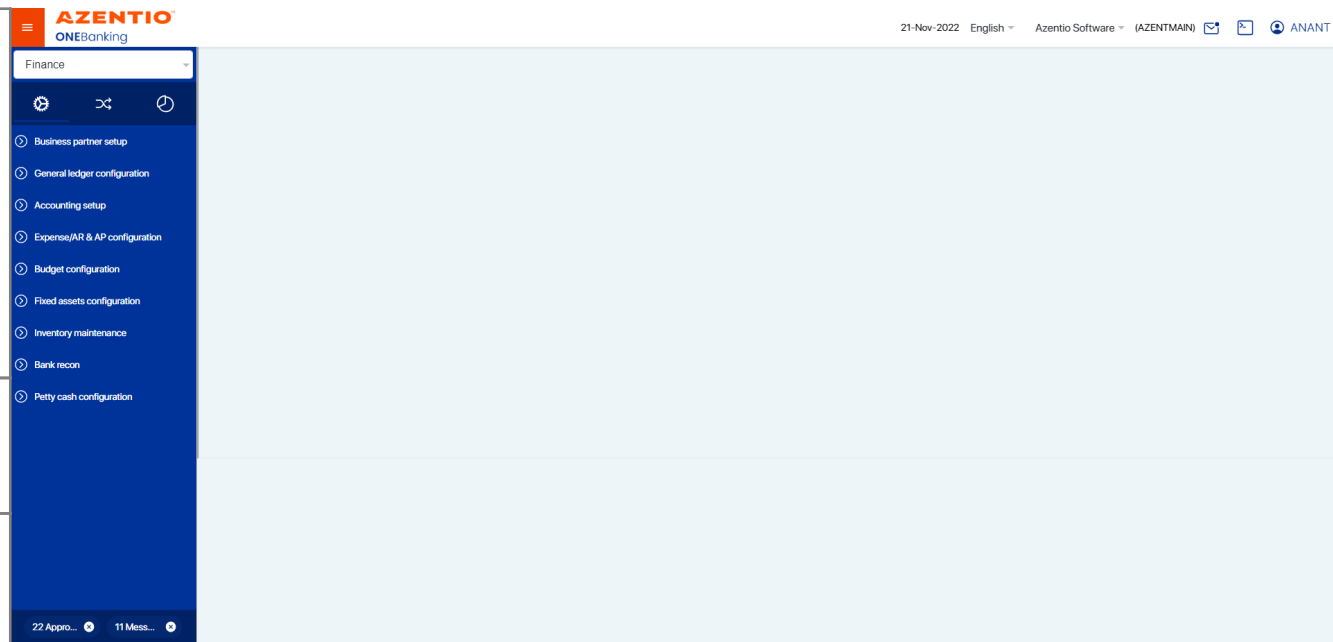 AZENTIO™
ONEBanking
21-Nov-2022 English Azentio Software (AZENTMAIN) ANANT
Finance
Business partner setup
General ledger configuration
Accounting setup
Expense/AR & AP configuration
Budget configuration
Fixed assets configuration
Inventory maintenance
Bank recon
Petty cash configuration
22 Appro... 11 Mess...